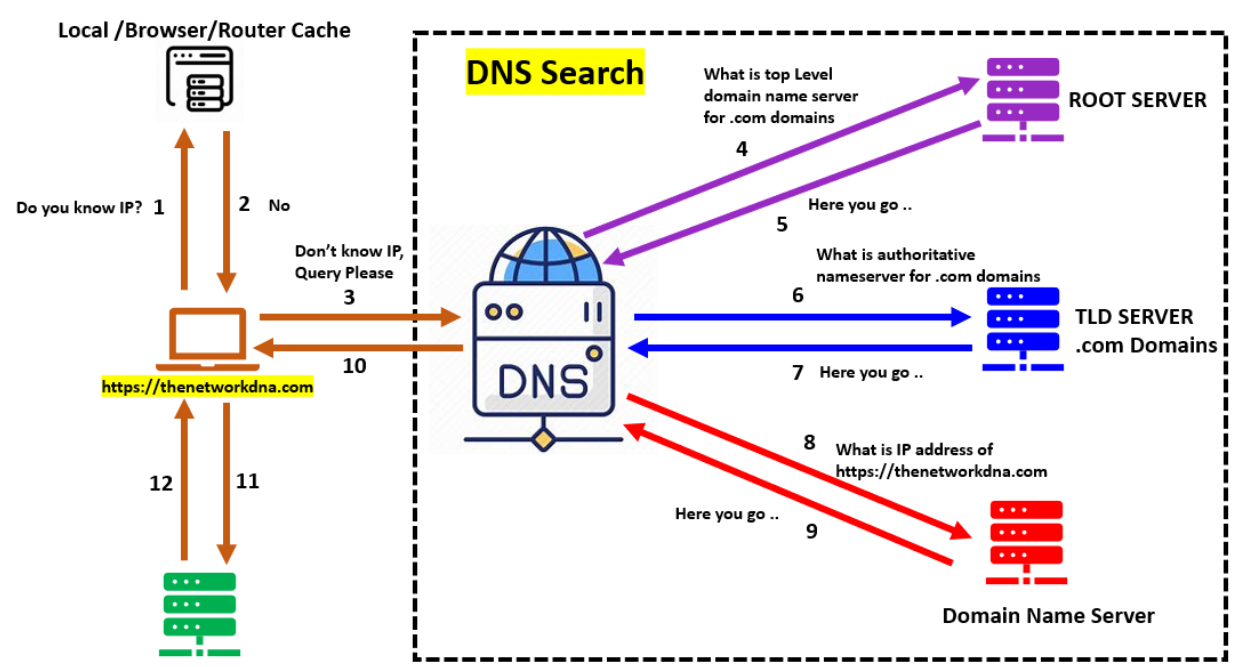 Local /Browser/Router Cache
DNS Search
What is top Level
domain name server
for .com domains
4
ROOT SERVER
Do you know IP? 1
2 No
5
Here you go ..
Don't know IP,
Query Please
3
What is authoritative
nameserver for .com domains
6
TLD SERVER
.com Domains
10
7 Here you go ..
https://thenetworkdna.com
DNS
8 What is IP address of
https://thenetworkdna.com
12
11
Here you go .. 9
Domain Name Server